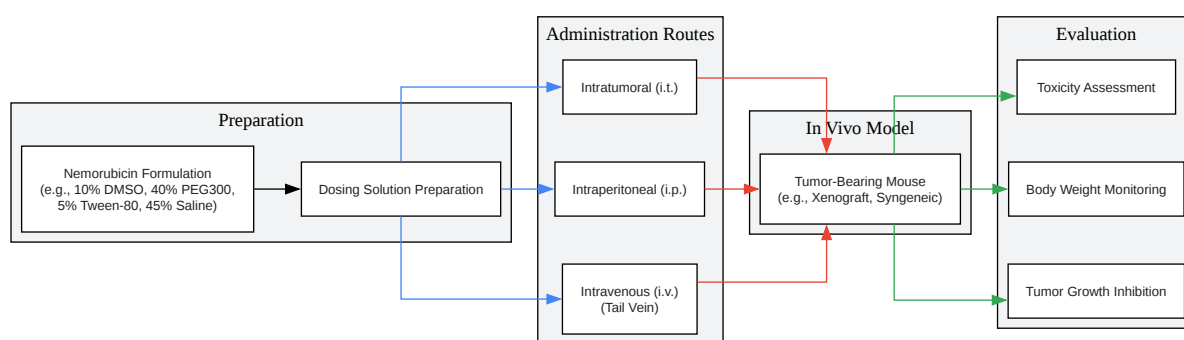 Preparation
Nemorubicin Formulation
(e.g., 10% DMSO, 40% PEG300,
5% Tween-80, 45% Saline)
Dosing Solution Preparation
Administration Routes
Intratumoral (i.t.)
Intraperitoneal (i.p.)
Intravenous (i.v.)
(Tail Vein)
In Vivo Model
Tumor-Bearing Mouse
(e.g., Xenograft, Syngeneic)
Evaluation
Toxicity Assessment
Body Weight Monitoring
Tumor Growth Inhibition